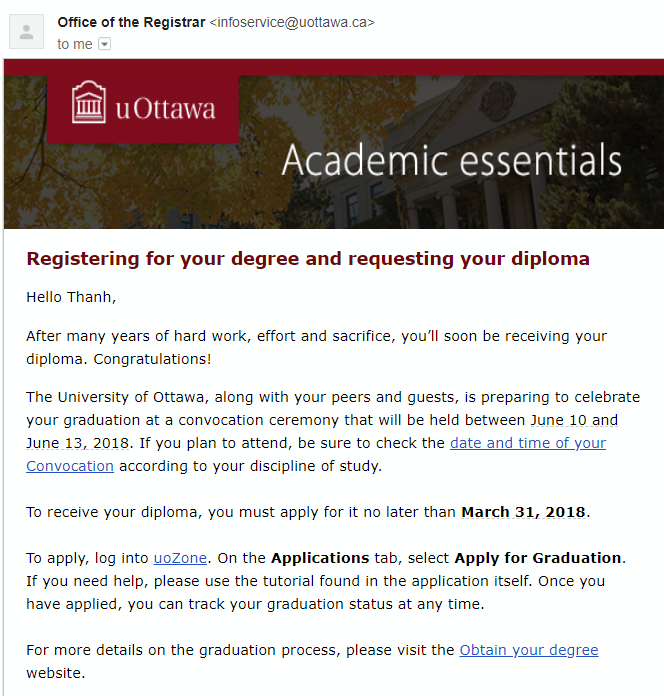 Office of the Registrar <infoservice@uottawa.ca>
to me
uOttawa
Academic essentials
Registering for your degree and requesting your diploma
Hello Thanh,
After many years of hard work, effort and sacrifice, you’ll soon be receiving your
diploma. Congratulations!
The University of Ottawa, along with your peers and guests, is preparing to celebrate
your graduation at a convocation ceremony that will be held between June 10 and
June 13, 2018. If you plan to attend, be sure to check the date and time of your
Convocation according to your discipline of study.
To receive your diploma, you must apply for it no later than March 31, 2018.
To apply, log into uoZone. On the Applications tab, select Apply for Graduation.
If you need help, please use the tutorial found in the application itself. Once you
have applied, you can track your graduation status at any time.
For more details on the graduation process, please visit the Obtain your degree
website.